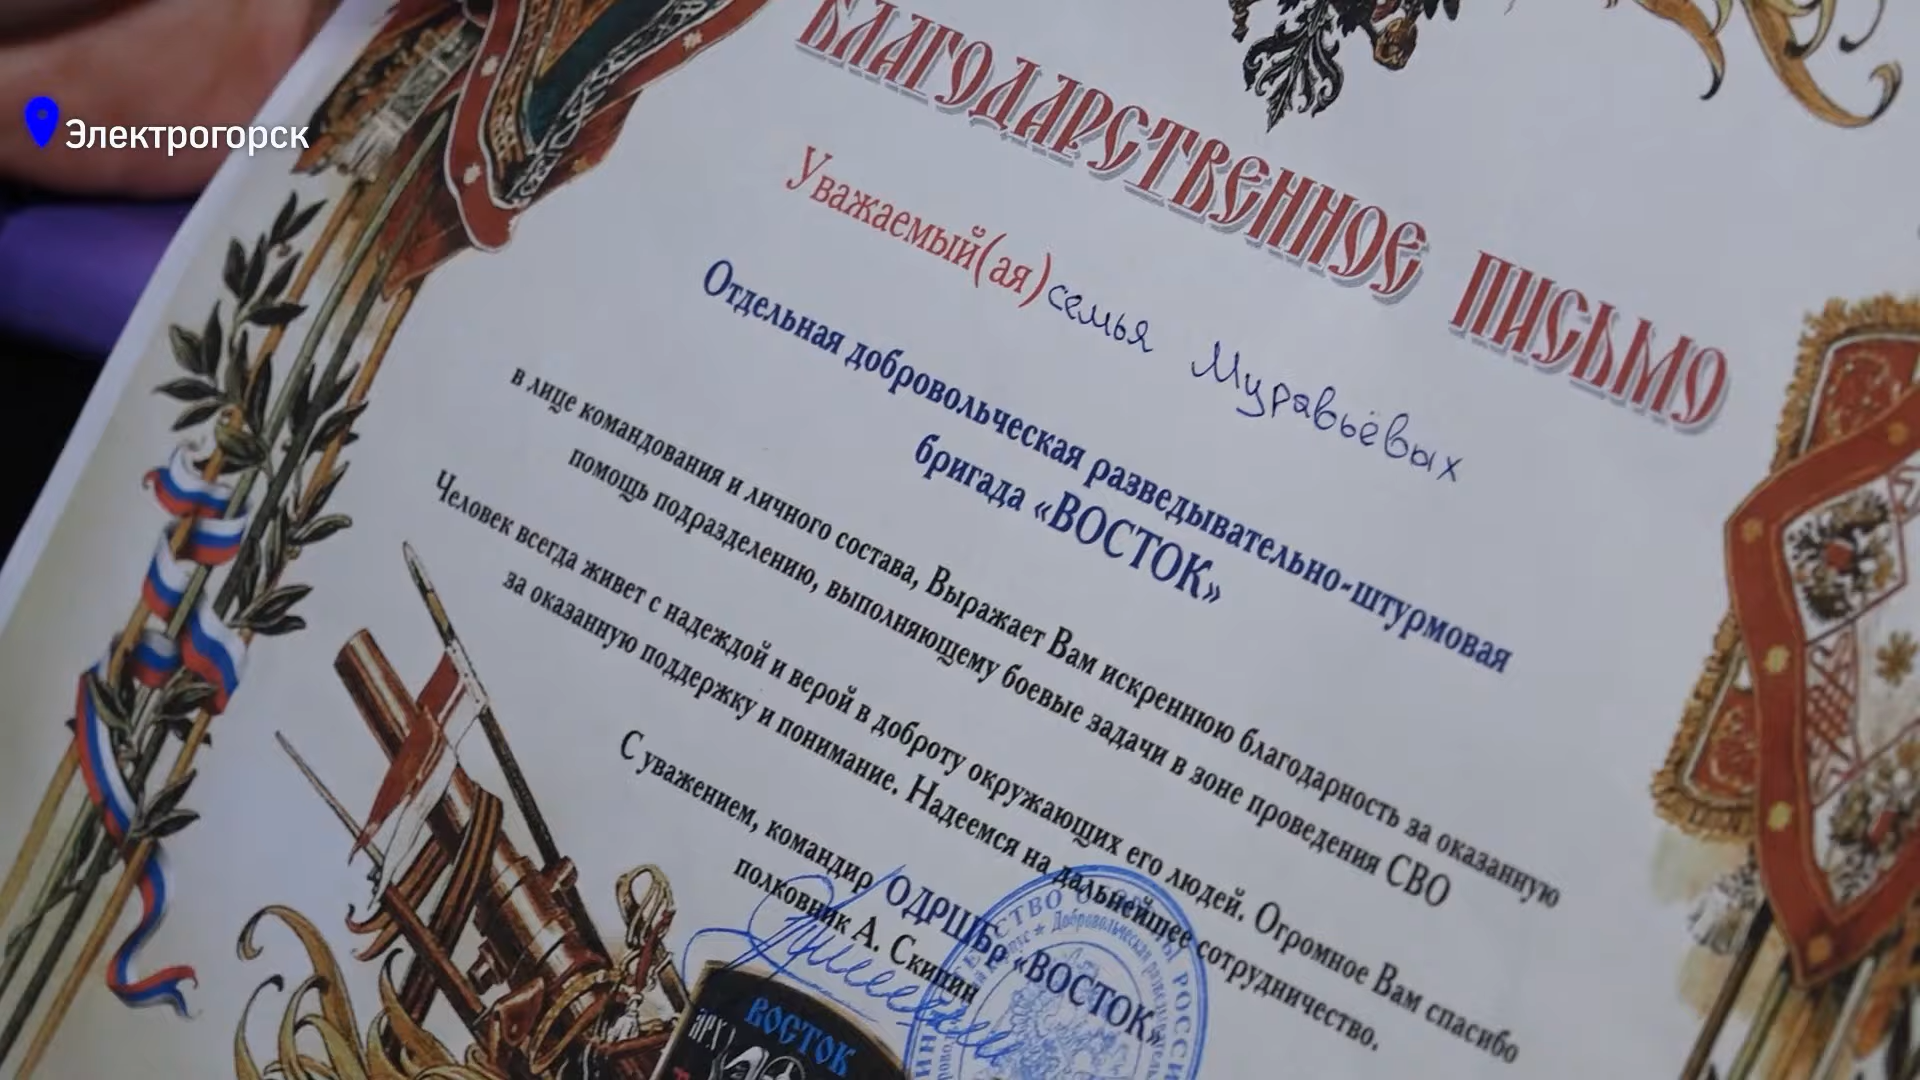 Электрогорск
БЛАГОДАРСТВЕННОЕ ПИСЬМО
Уважаемый(ая) семья Муравьёвых
Отдельная добровольческая разведывательно-штурмовая
бригада «ВОСТОК»
в лице командования и личного состава, Выражает Вам искреннюю благодарность за оказанную
помощь подразделению, выполняющему боевые задачи в зоне проведения СВО
Человек всегда живет с надеждой и верой в доброту окружающих его людей. Огромное Вам спасибо
за оказанную поддержку и понимание. Надеемся на дальнейшее сотрудничество.
С уважением, командир ОДРШБр «ВОСТОК»
полковник А. Скипин
ВОСТОК
Добровольческая